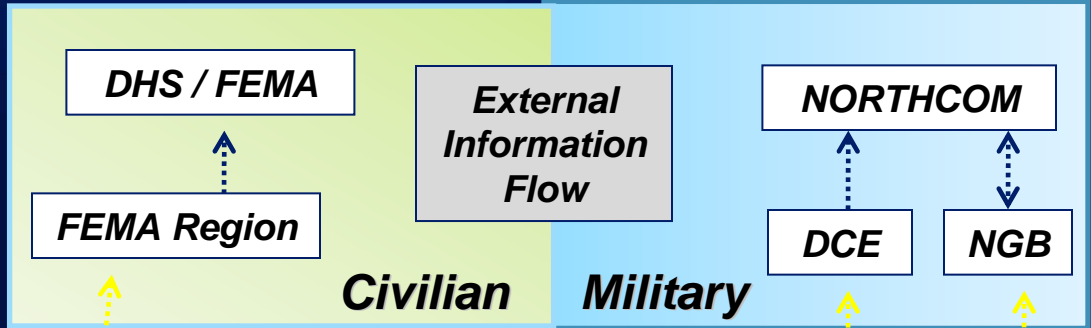 DHS / FEMA
External
Information
Flow
NORTHCOM
FEMA Region
DCE
NGB
Civilian
Military